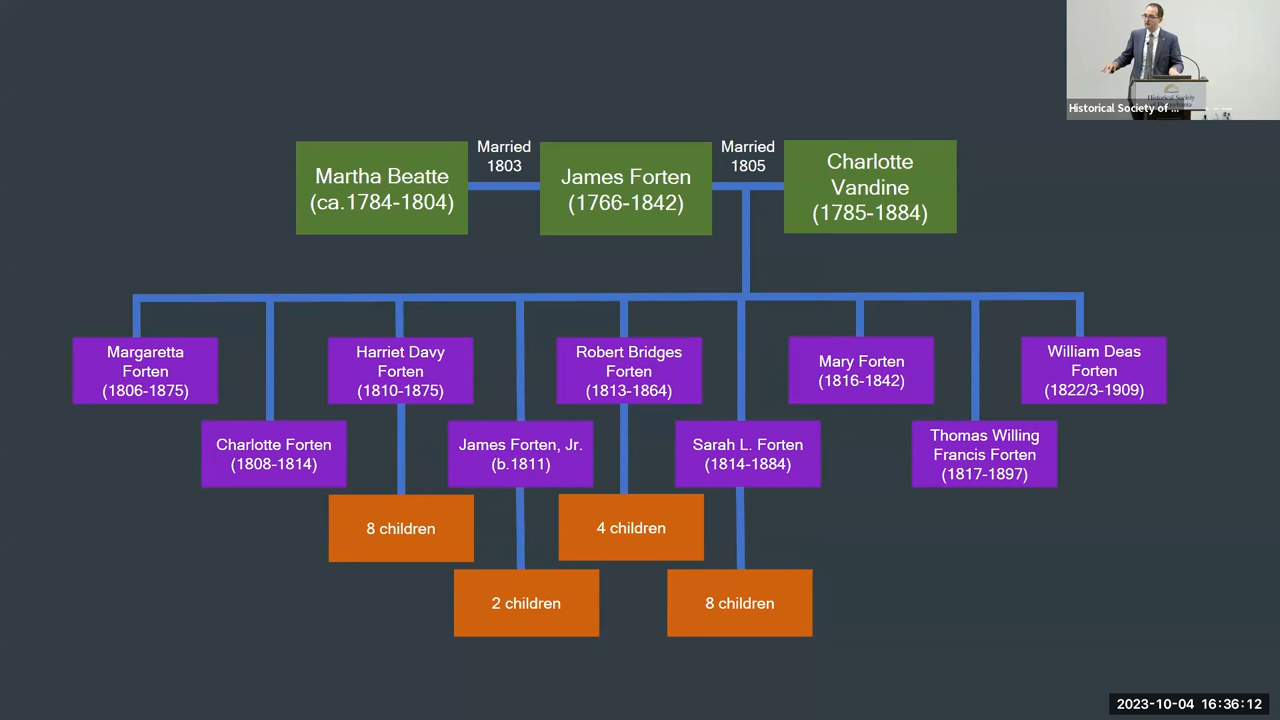 Historical Society
of Pennsylvania
Historical Society of ...
Married
1803
Married
1805
Martha Beatte
(ca.1784-1804)
James Forten
(1766-1842)
Charlotte
Vandine
(1785-1884)
Margaretta
Forten
(1806-1875)
Harriet Davy
Forten
(1810-1875)
Robert Bridges
Forten
(1813-1864)
Mary Forten
(1816-1842)
William Deas
Forten
(1822/3-1909)
Charlotte Forten
(1808-1814)
James Forten, Jr.
(b.1811)
Sarah L. Forten
(1814-1884)
Thomas Willing
Francis Forten
(1817-1897)
8 children
4 children
2 children
8 children
2023-10-04 16:36:12